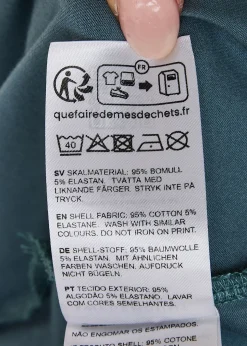 FR
quefairedemesdechets.fr
40
SV SKALMATERIAL: 95% BOMULL
5% ELASTAN. TVÄTTA MED
LIKNANDE FÄRGER. STRYK INTE PÅ
TRYCK.
EN SHELL FABRIC: 95% COTTON 5%
ELASTANE. WASH WITH SIMILAR
COLOURS. DO NOT IRON ON PRINT.
DE SHELL-STOFF: 95% BAUMWOLLE
5% ELASTAN. MIT ÄHNLICHEN
FARBEN WASCHEN. AUFDRUCK
NICHT BÜGELN.
PT TECIDO EXTERIOR: 95%
ALGODÃO 5% ELASTANO. LAVAR
COM CORES SEMELHANTES.
NÃO ENGOMAR OS ESTAMPADOS.
95% COTONE